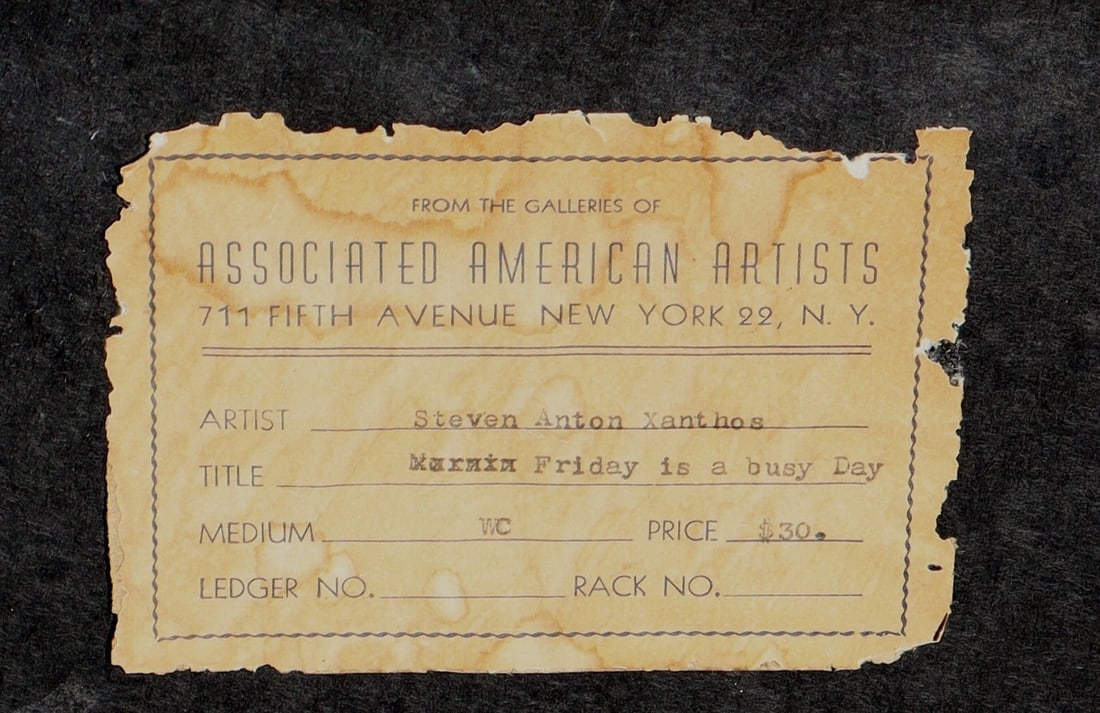 FROM THE GALLERIES OF
ASSOCIATED AMERICAN ARTISTS
711 FIFTH AVENUE NEW YORK 22, N. Y.
ARTIST Steven Anton Xanthos
TITLE Friday is a busy Day
MEDIUM WC PRICE $30.
LEDGER NO. RACK NO.